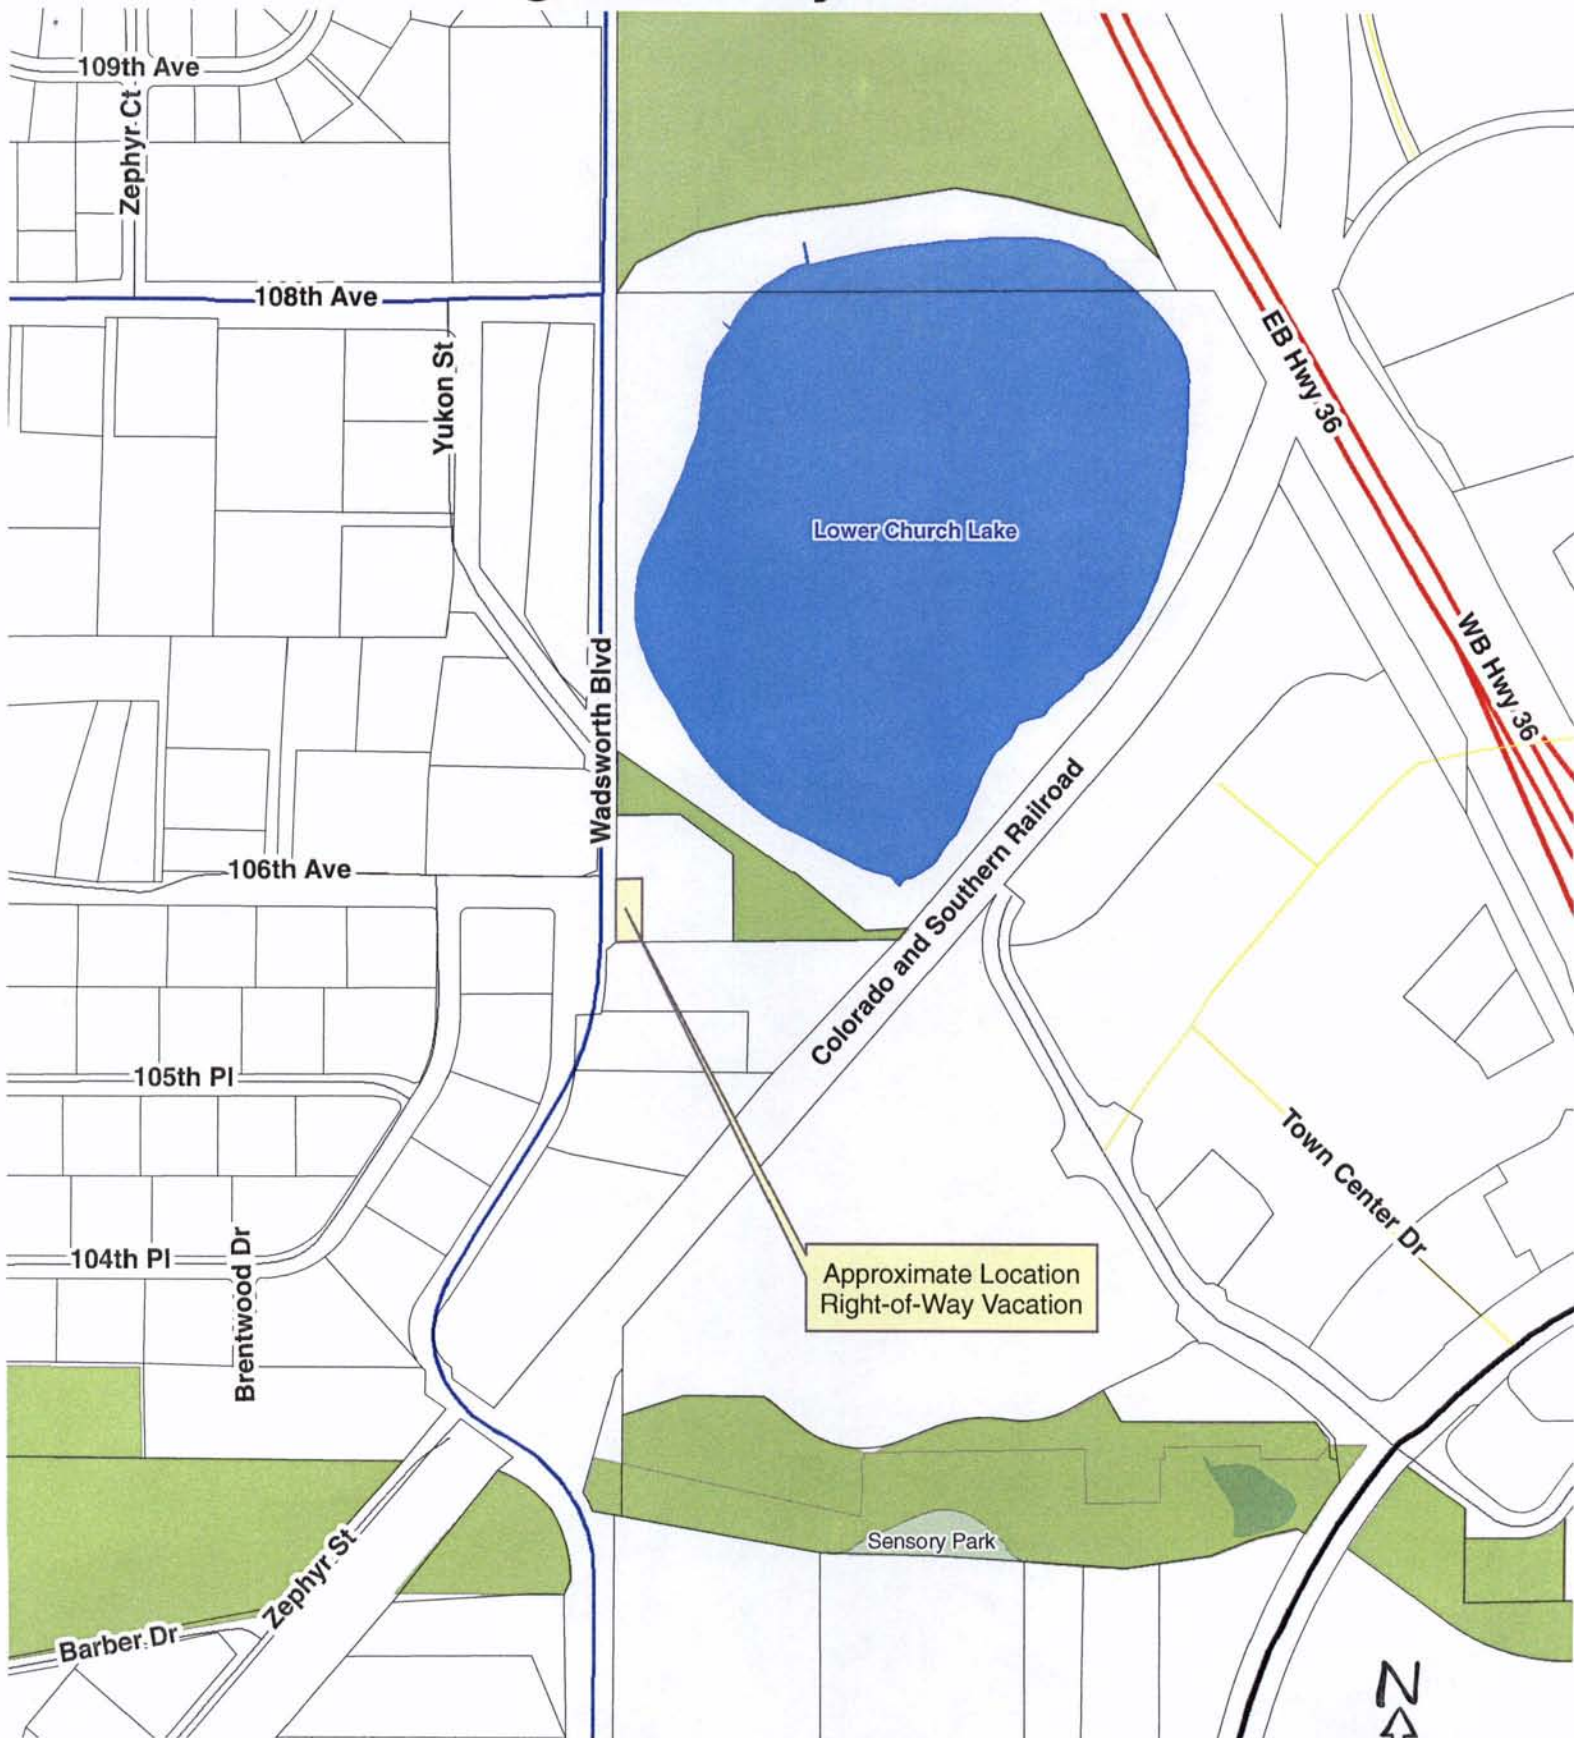 109th Ave
Zephyr Ct
108th Ave
Yukon St
EB Hwy 36
Lower Church Lake
WB Hwy 36
Wadsworth Blvd
106th Ave
Colorado and Southern Railroad
105th Pl
Town Center Dr
104th Pl
Brentwood Dr
Approximate Location
Right-of-Way Vacation
Sensory Park
Zephyr St
Barber Dr
N